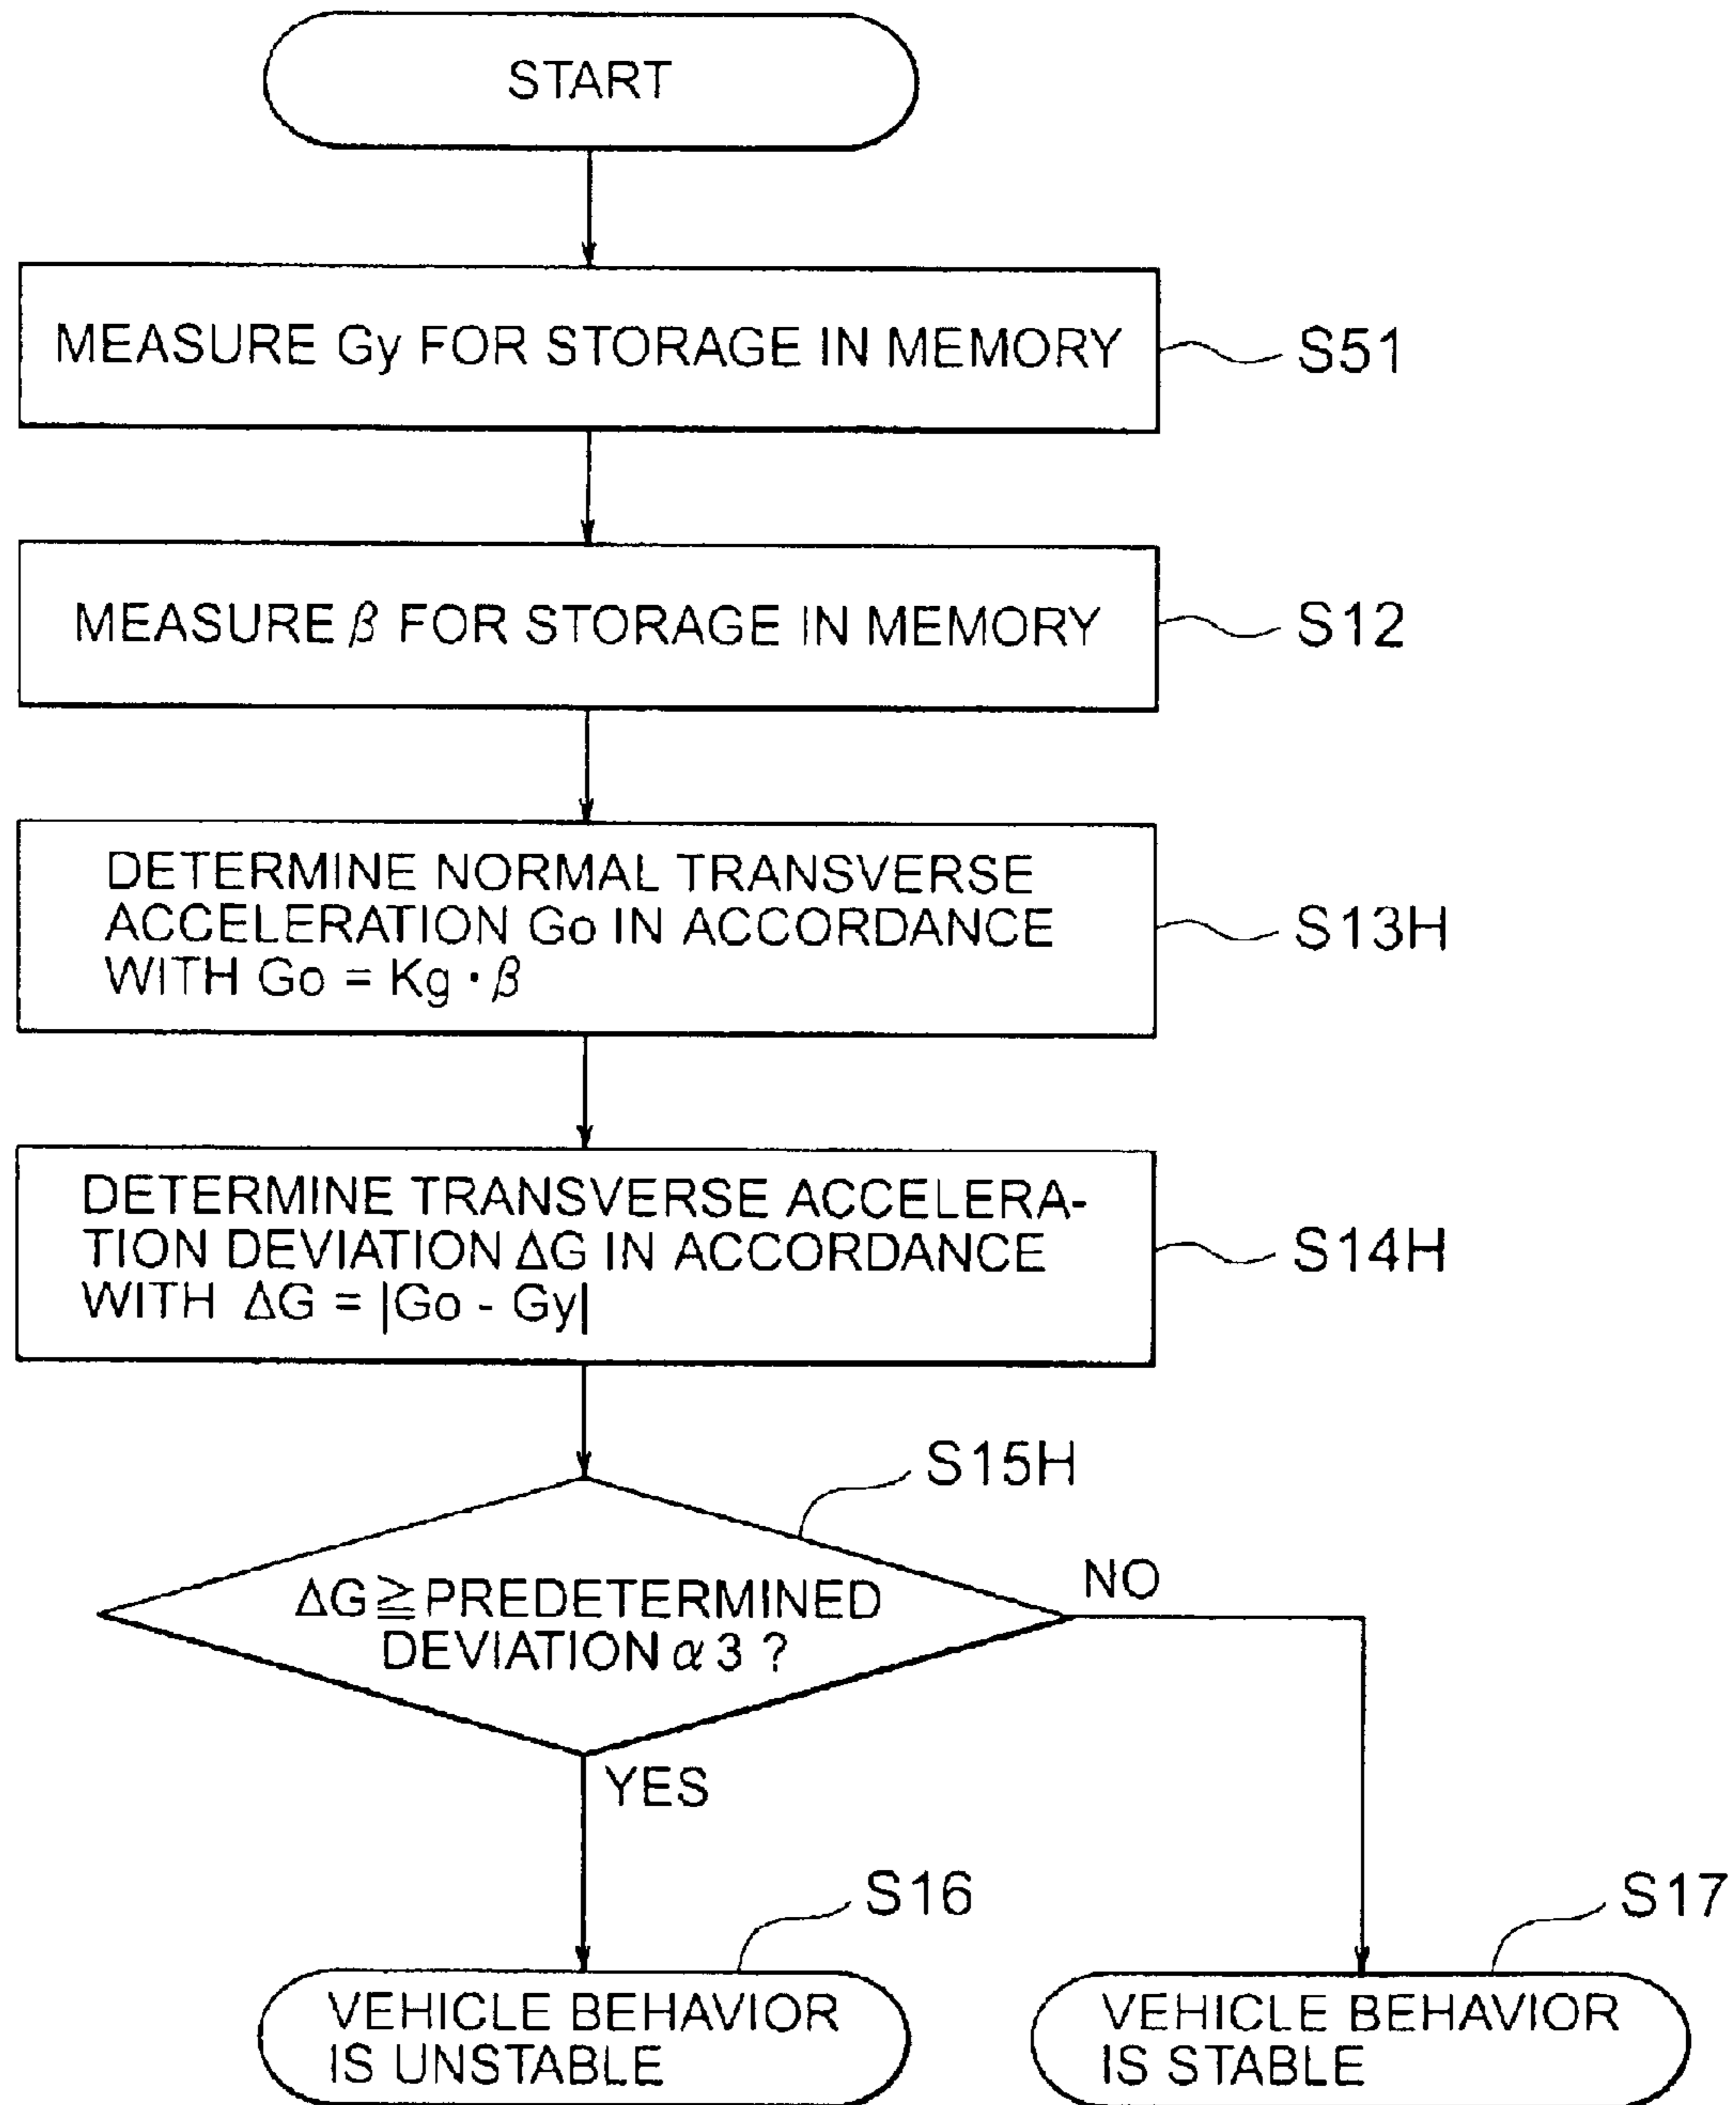 START
MEASURE Gy FOR STORAGE IN MEMORY
S51
MEASURE β FOR STORAGE IN MEMORY
S12
DETERMINE NORMAL TRANSVERSE
ACCELERATION Go IN ACCORDANCE
WITH Go = Kg · β
S13H
DETERMINE TRANSVERSE ACCELERA-
TION DEVIATION ΔG IN ACCORDANCE
WITH ΔG = |Go - Gy|
S14H
S15H
ΔG ≧ PREDETERMINED
DEVIATION α 3 ?
NO
YES
S16
VEHICLE BEHAVIOR
IS UNSTABLE
S17
VEHICLE BEHAVIOR
IS STABLE